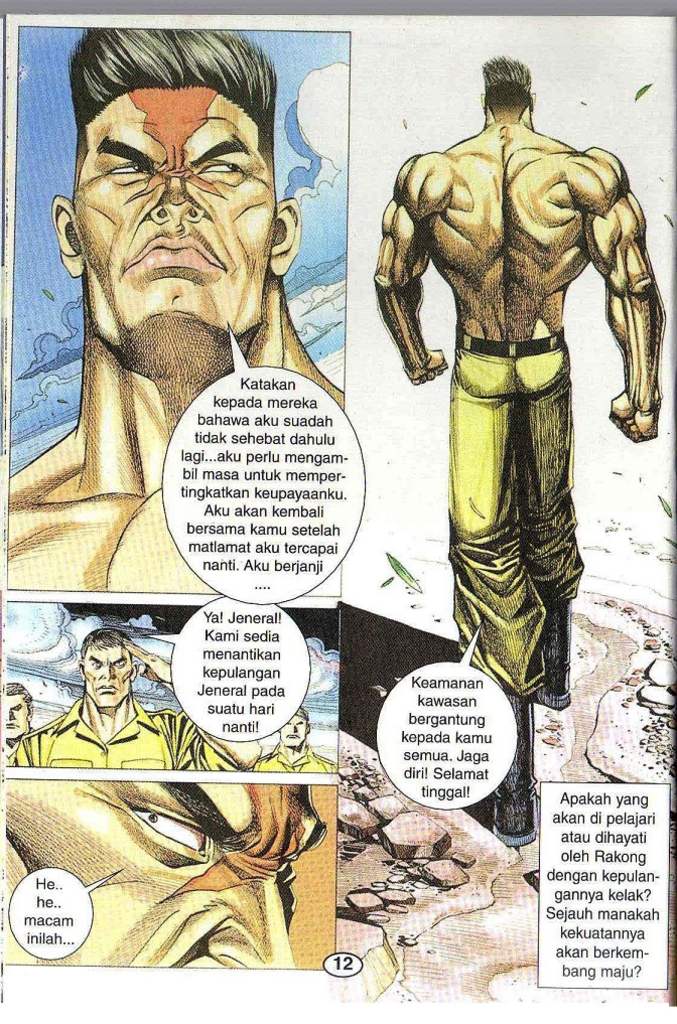 Katakan
kepada mereka
bahawa aku suadah
tidak sehebat dahulu
lagi...aku perlu mengam-
bil masa untuk memper-
tingkatkan keupayaanku.
Aku akan kembali
bersama kamu setelah
matlamat aku tercapai
nanti. Aku berjanji
....
Ya! Jeneral!
Kami sedia
menantikan
kepulangan
Jeneral pada
suatu hari
nanti!
Keamanan
kawasan
bergantung
kepada kamu
semua. Jaga
diri! Selamat
tinggal!
He..
he..
macam
inilah...
Apakah yang
akan di pelajari
atau dihayati
oleh Rakong
dengan kepulan-
gannya kelak?
Sejauh manakah
kekuatannya
akan berkem-
bang maju?
12